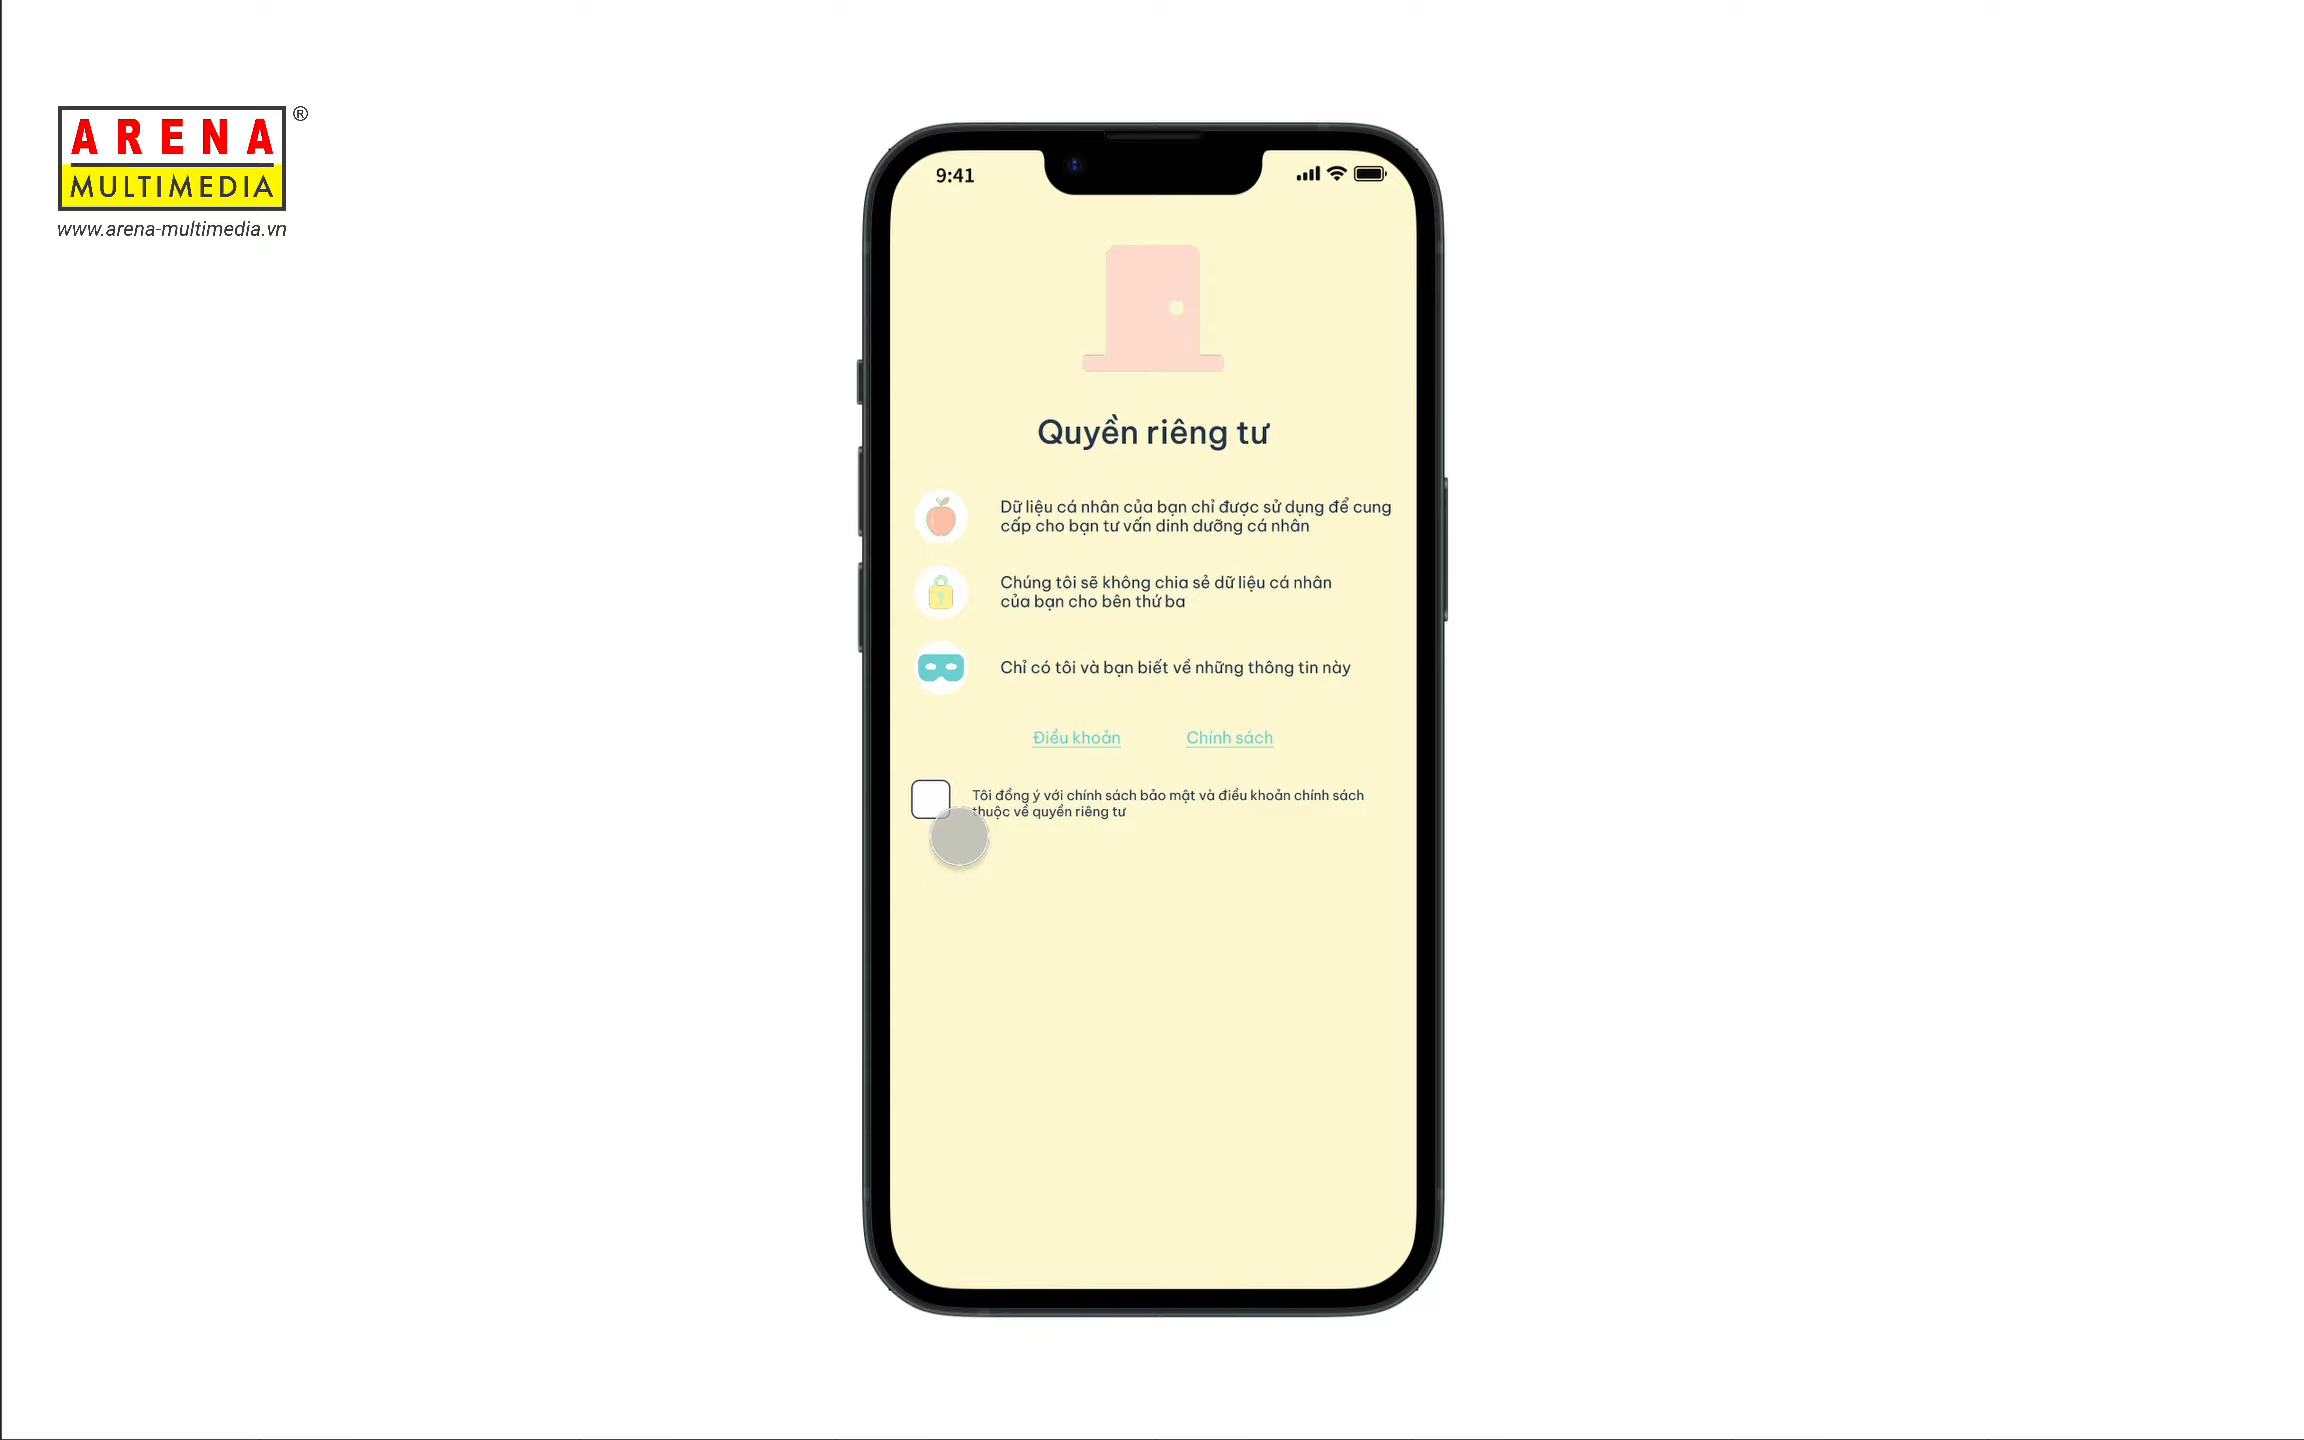 ARENA
MULTIMEDIA
®
www.arena-multimedia.vn
9:41
Quyền riêng tư
Dữ liệu cá nhân của bạn chỉ được sử dụng để cung
cấp cho bạn tư vấn dinh dưỡng cá nhân
Chúng tôi sẽ không chia sẻ dữ liệu cá nhân
của bạn cho bên thứ ba
Chỉ có tôi và bạn biết về những thông tin này
Điều khoản Chính sách
Tôi đồng ý với chính sách bảo mật và điều khoản chính sách
thuộc về quyền riêng tư